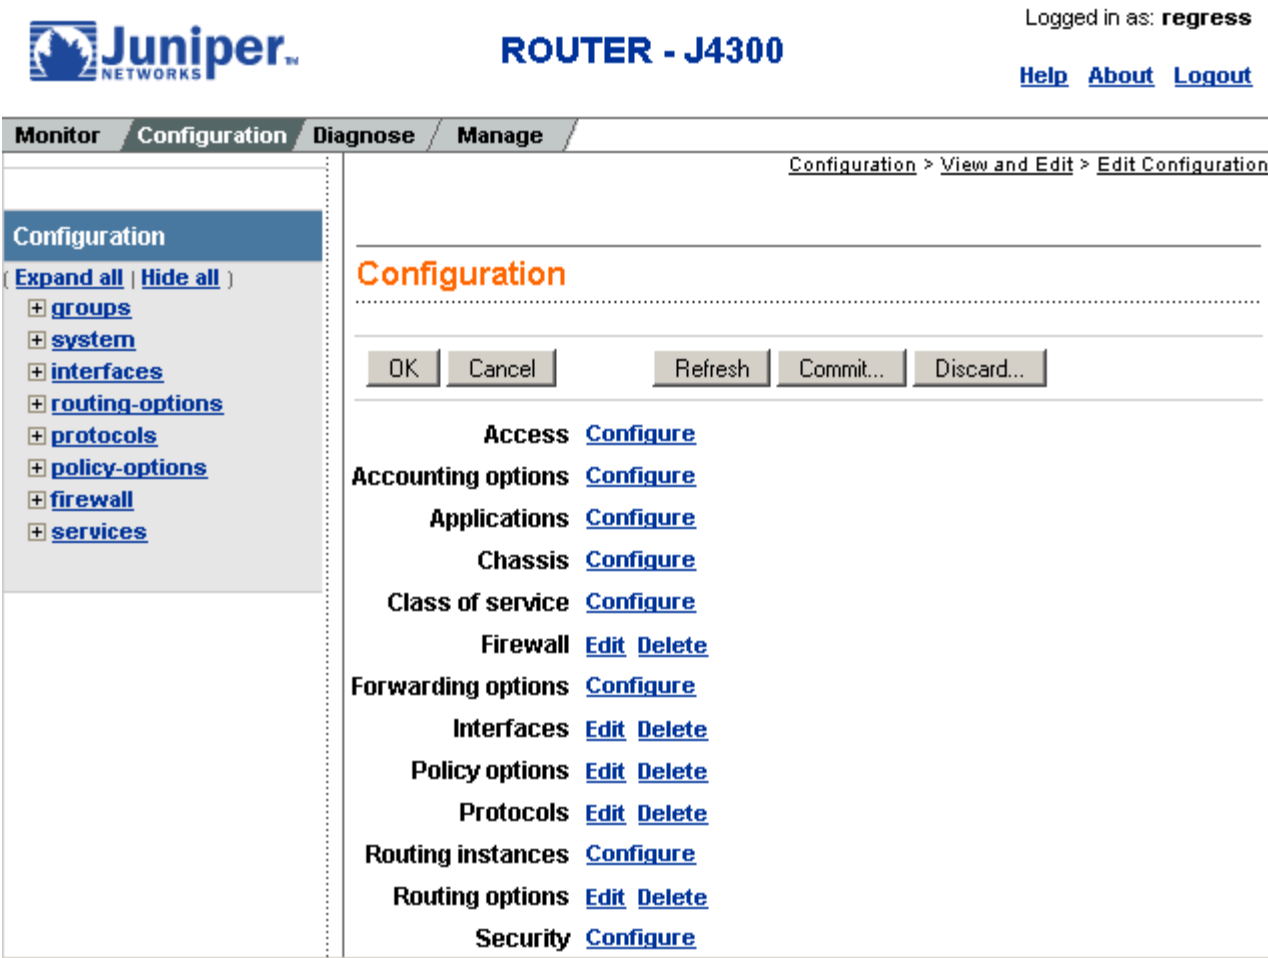 Juniper™
NETWORKS
ROUTER - J4300
Logged in as: regress
Help About Logout
Monitor Configuration Diagnose Manage
Configuration > View and Edit > Edit Configuration
Configuration
( Expand all | Hide all )
groups
system
interfaces
routing-options
protocols
policy-options
firewall
services
Configuration
OK Cancel Refresh Commit... Discard...
Access Configure
Accounting options Configure
Applications Configure
Chassis Configure
Class of service Configure
Firewall Edit Delete
Forwarding options Configure
Interfaces Edit Delete
Policy options Edit Delete
Protocols Edit Delete
Routing instances Configure
Routing options Edit Delete
Security Configure